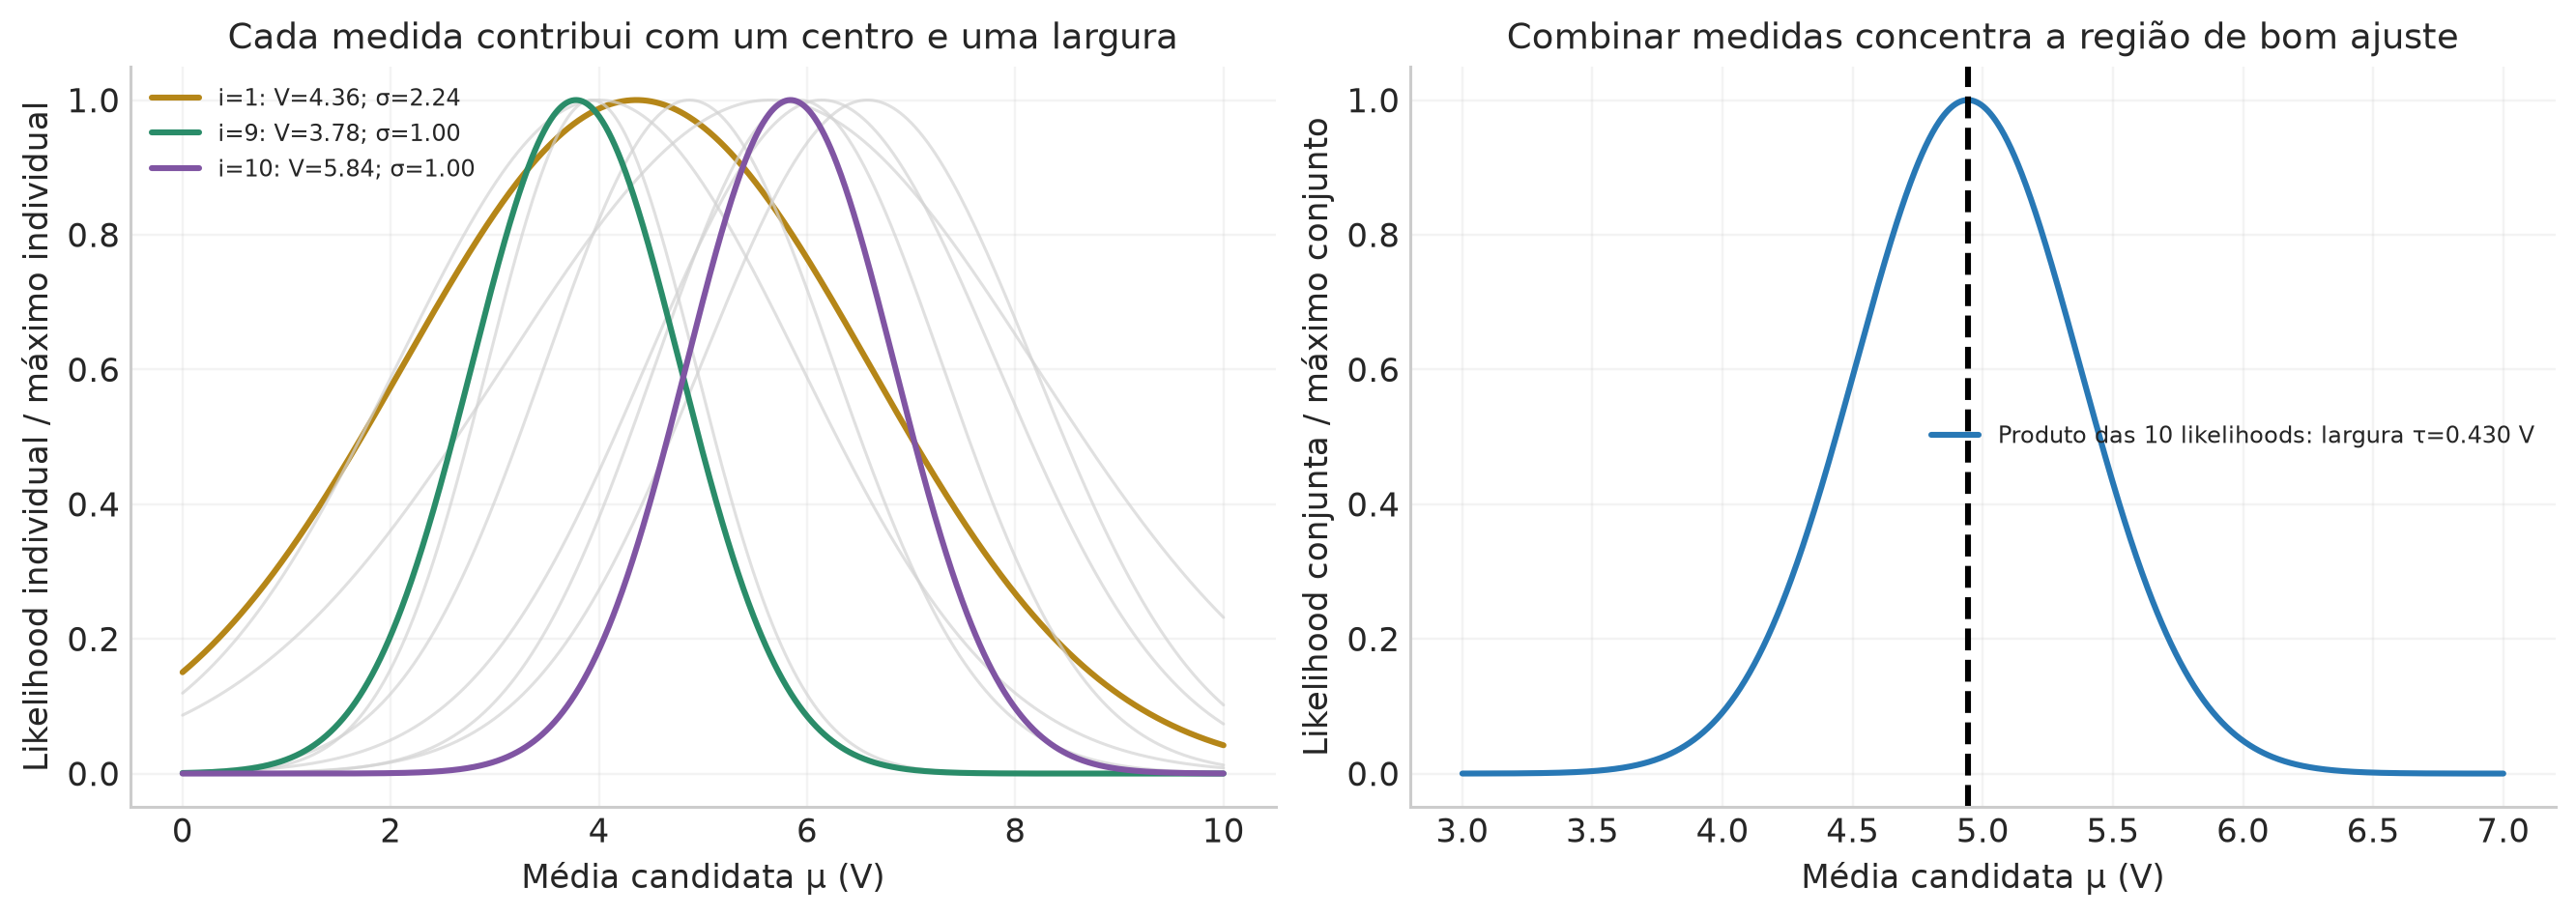 Cada medida contribui com um centro e uma largura
Likelihood individual / máximo individual
1.0
0.8
0.6
0.4
0.2
0.0
i=1: V=4.36; σ=2.24
i=9: V=3.78; σ=1.00
i=10: V=5.84; σ=1.00
0 2 4 6 8 10
Média candidata μ (V)
Combinar medidas concentra a região de bom ajuste
Likelihood conjunta / máximo conjunto
1.0
0.8
0.6
0.4
0.2
0.0
Produto das 10 likelihoods: largura τ=0.430 V
3.0 3.5 4.0 4.5 5.0 5.5 6.0 6.5 7.0
Média candidata μ (V)